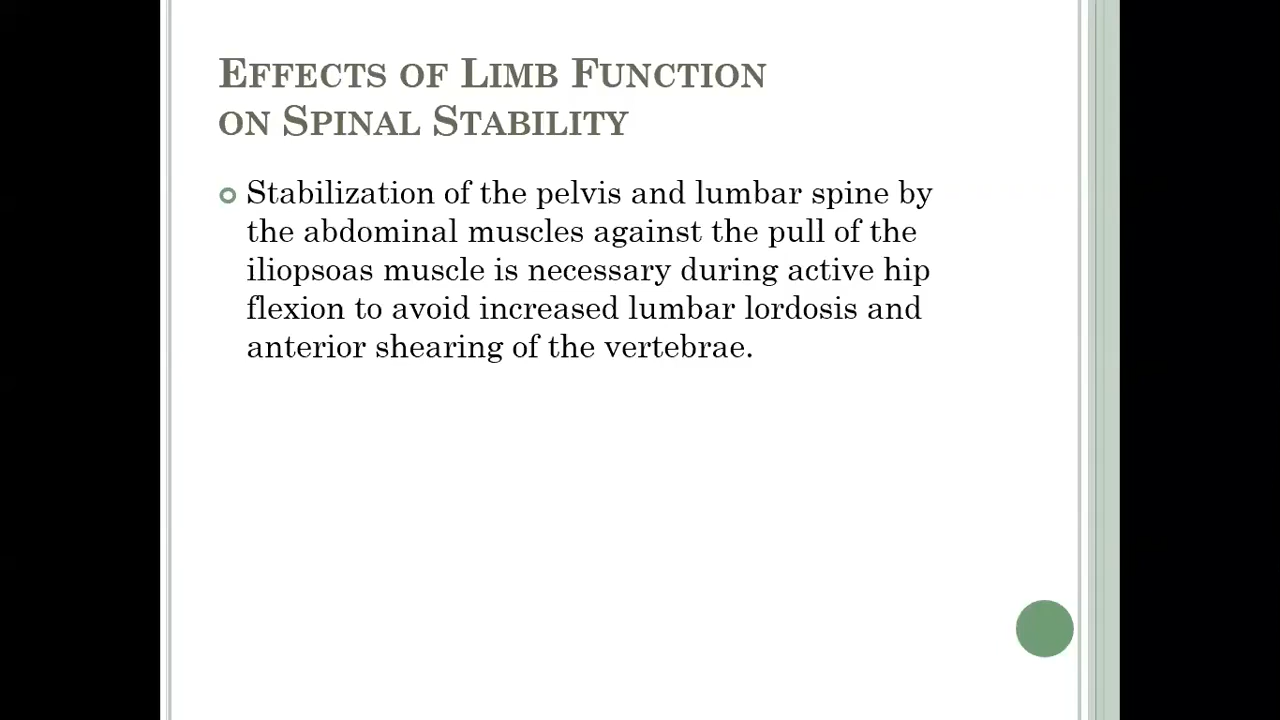 Effects of Limb Function
on Spinal Stability
Stabilization of the pelvis and lumbar spine by
the abdominal muscles against the pull of the
iliopsoas muscle is necessary during active hip
flexion to avoid increased lumbar lordosis and
anterior shearing of the vertebrae.